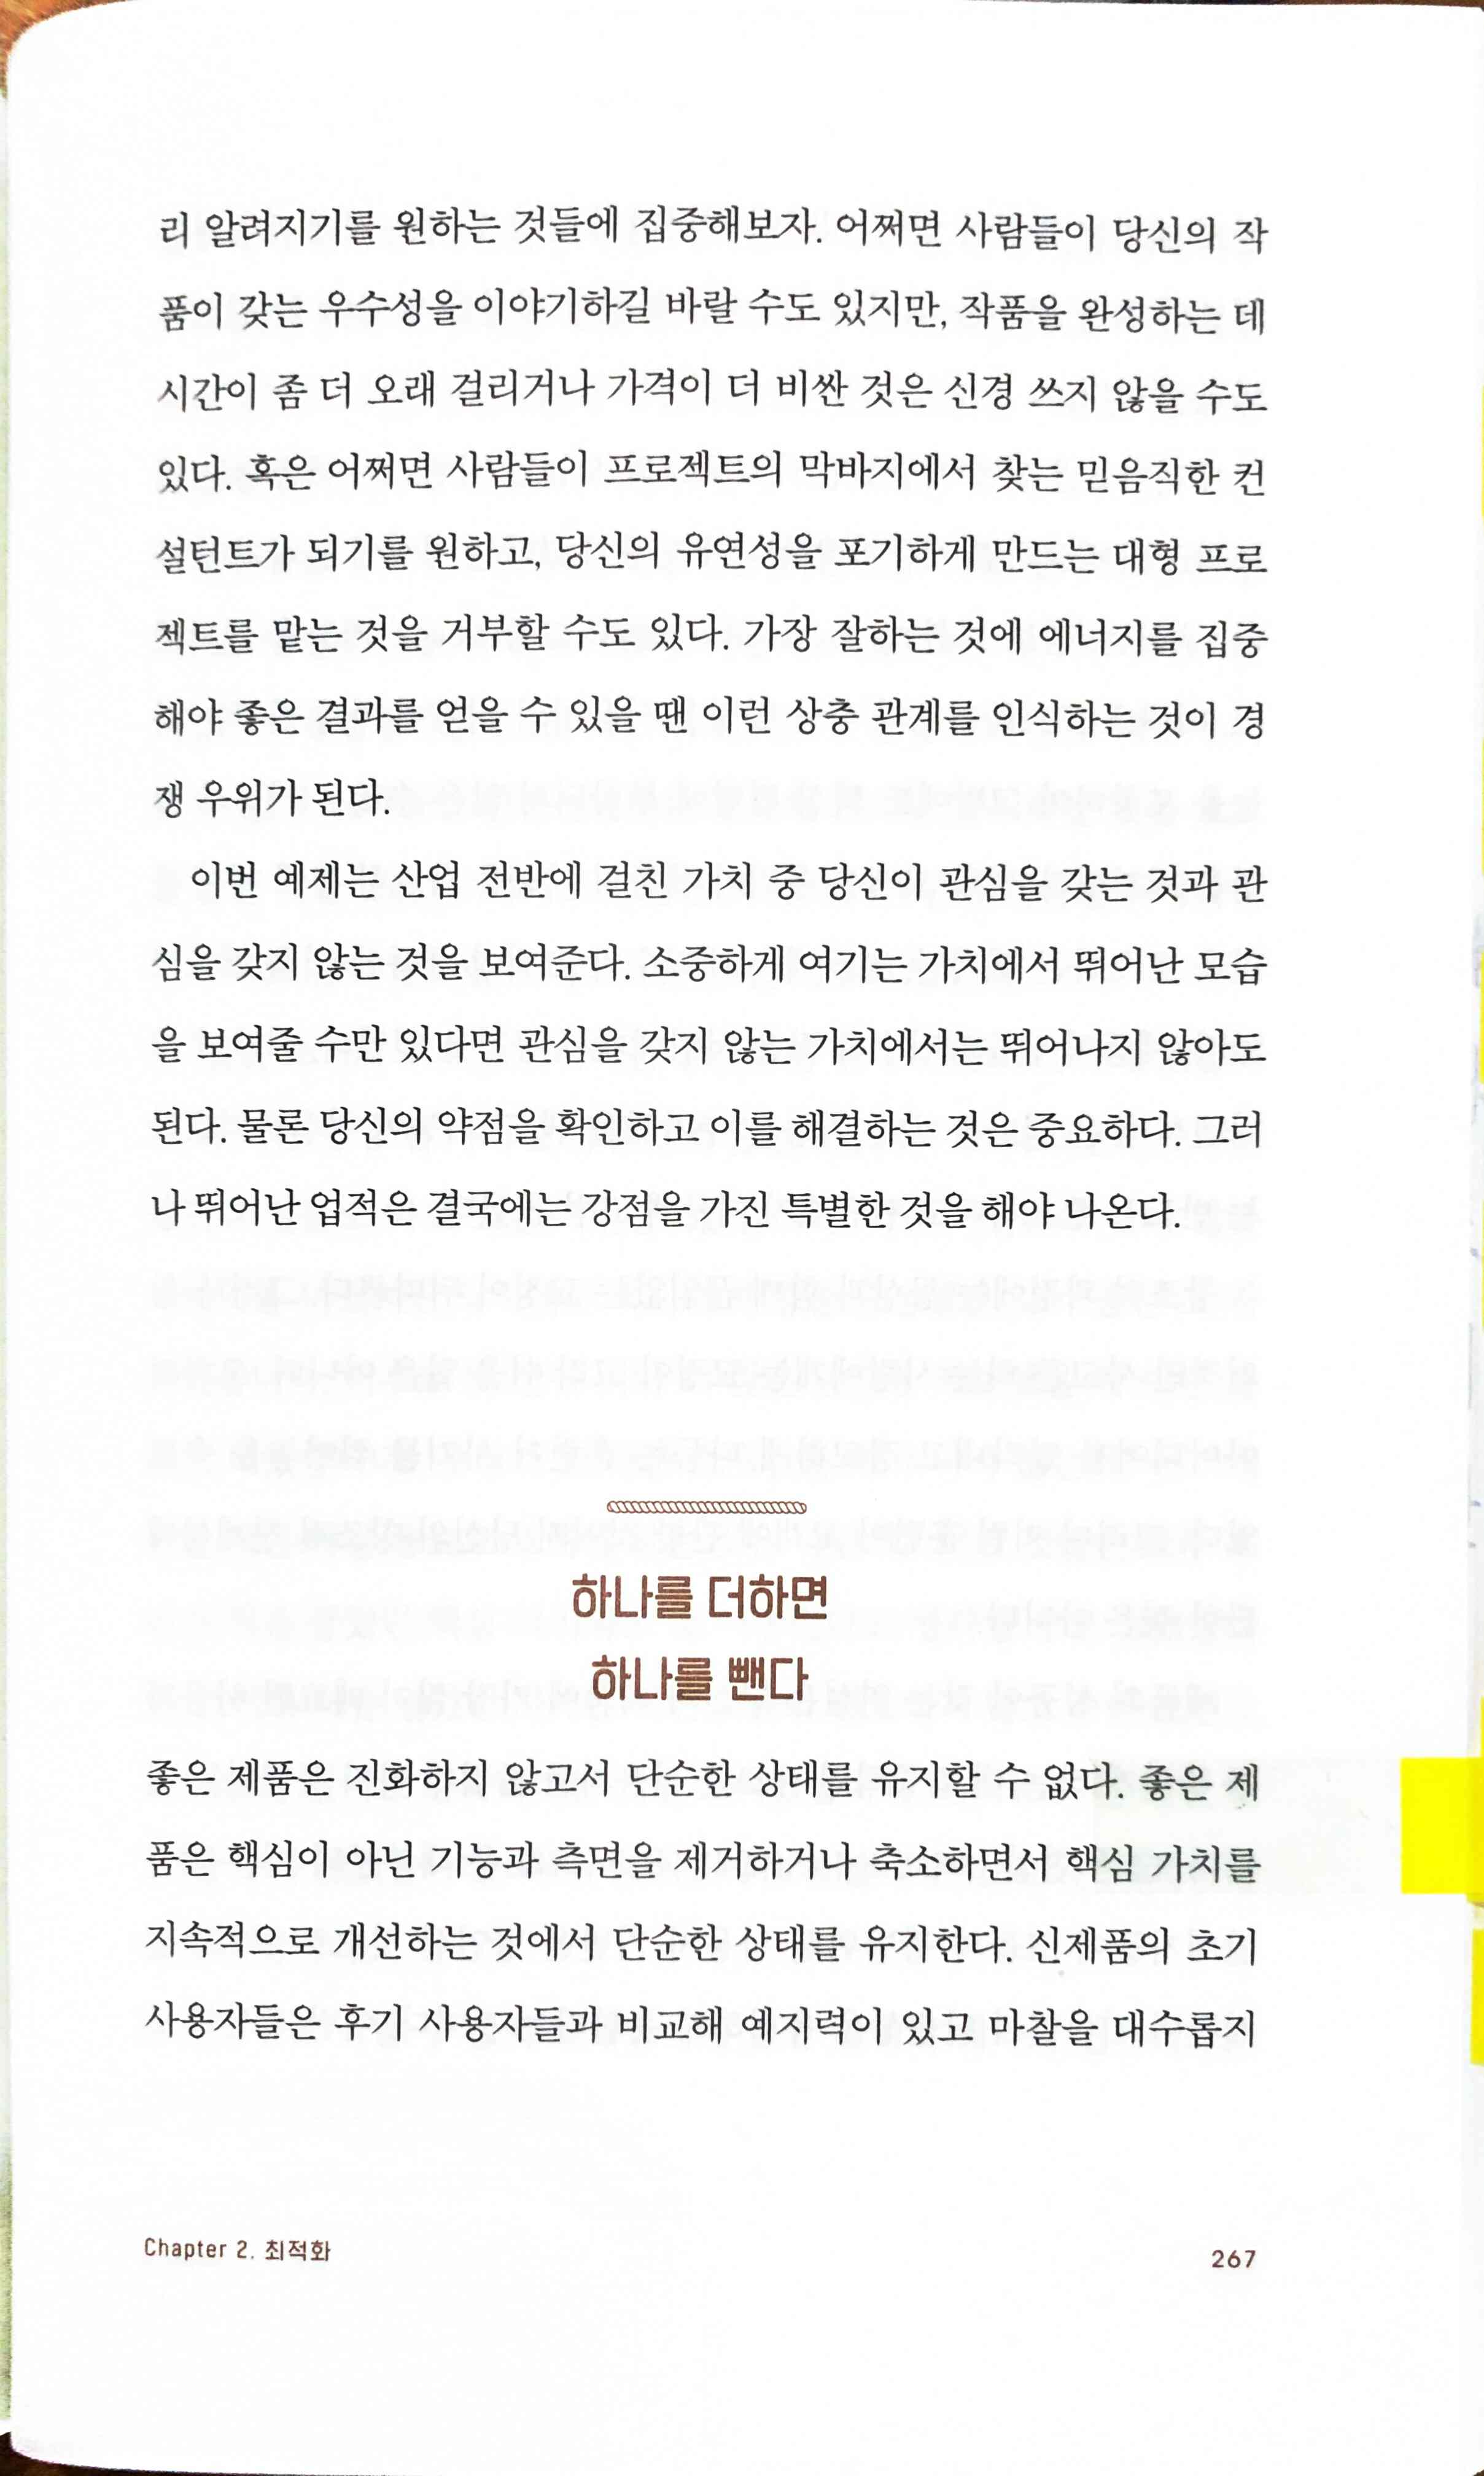 리 알려지기를 원하는 것들에 집중해보자. 어쩌면 사람들이 당신의 작
품이 갖는 우수성을 이야기하길 바랄 수도 있지만, 작품을 완성하는 데
시간이 좀 더 오래 걸리거나 가격이 더 비싼 것은 신경 쓰지 않을 수도
있다. 혹은 어쩌면 사람들이 프로젝트의 막바지에서 찾는 믿음직한 컨
설턴트가 되기를 원하고, 당신의 유연성을 포기하게 만드는 대형 프로
젝트를 맡는 것을 거부할 수도 있다. 가장 잘하는 것에 에너지를 집중
해야 좋은 결과를 얻을 수 있을 땐 이런 상충 관계를 인식하는 것이 경
쟁 우위가 된다.
이번 예제는 산업 전반에 걸친 가치 중 당신이 관심을 갖는 것과 관
심을 갖지 않는 것을 보여준다. 소중하게 여기는 가치에서 뛰어난 모습
을 보여줄 수만 있다면 관심을 갖지 않는 가치에서는 뛰어나지 않아도
된다. 물론 당신의 약점을 확인하고 이를 해결하는 것은 중요하다. 그러
나 뛰어난 업적은 결국에는 강점을 가진 특별한 것을 해야 나온다.
하나를 더하면
하나를 뺀다
좋은 제품은 진화하지 않고서 단순한 상태를 유지할 수 없다. 좋은 제
품은 핵심이 아닌 기능과 측면을 제거하거나 축소하면서 핵심 가치를
지속적으로 개선하는 것에서 단순한 상태를 유지한다. 신제품의 초기
사용자들은 후기 사용자들과 비교해 예지력이 있고 마찰을 대수롭지
Chapter 2. 최적화
267